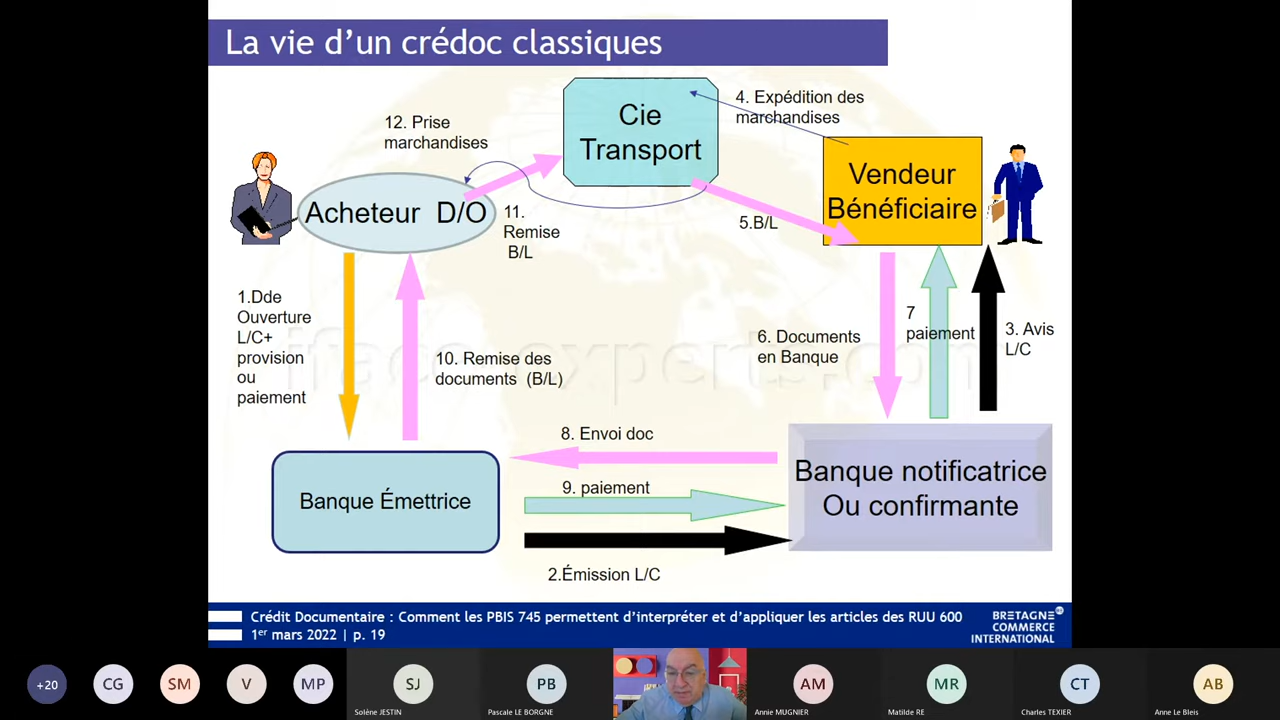 La vie d’un crédoc classiques
Cie
Transport
4. Expédition des
marchandises
12. Prise
marchandises
Vendeur
Bénéficiaire
Acheteur D/O
11.
Remise
B/L
5.B/L
1.Dde
Ouverture
L/C+
provision
ou
paiement
10. Remise des
documents (B/L)
6. Documents
en Banque
7
paiement
3. Avis
L/C
8. Envoi doc
9. paiement
2.Émission L/C
Banque Émettrice
Banque notificatrice
Ou confirmante
Crédit Documentaire : Comment les PBIS 745 permettent d’interpréter et d’appliquer les articles des RUU 600
1er mars 2022 | p. 19
BRETAGNE
COMMERCE
INTERNATIONAL
+20
CG
SM
V
MP
SJ
Solène JESTIN
PB
Pascale LE BORGNE
AM
Annie MUGNIER
MR
Matilde RE
CT
Charles TEXIER
AB
Anne Le Bleis